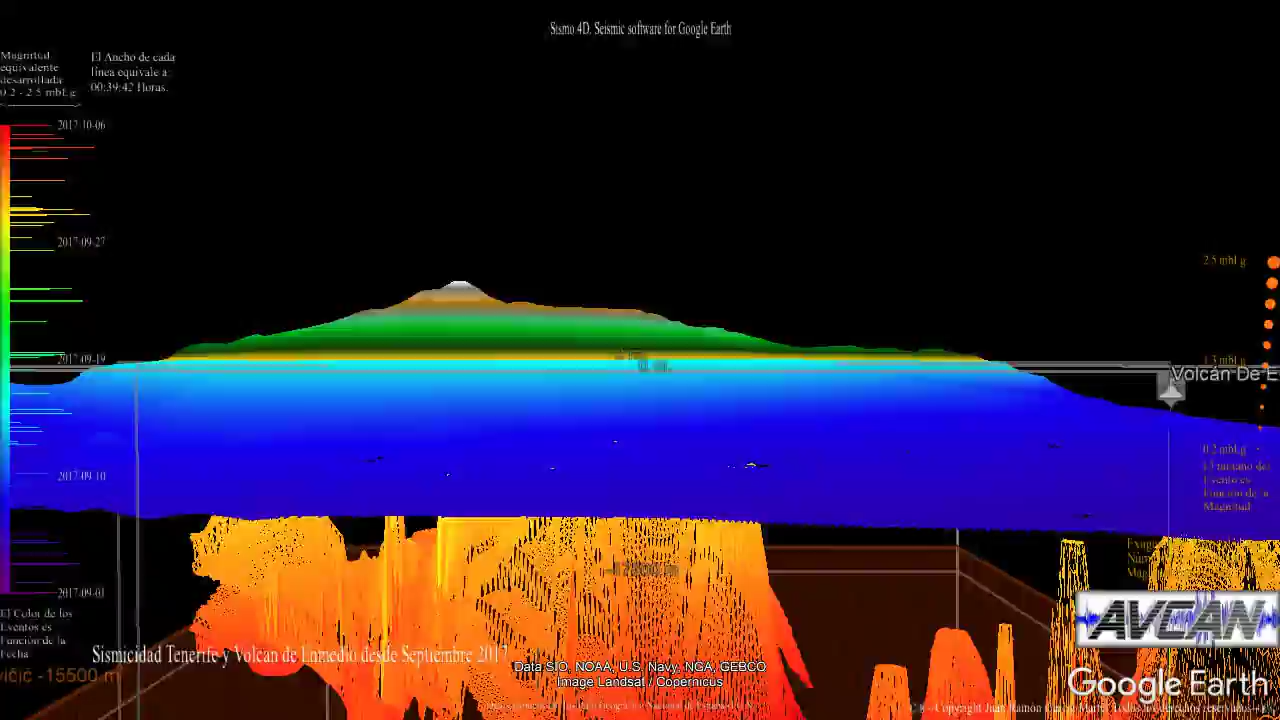 Sismo 4D. Seismic software for Google Earth
Magnitud
equivalente
desarrollada
0.2 - 2.5 mbLg
El Ancho de cada
línea equivale a:
00:39:42 Horas.
2017-10-06
2017-09-27
2017-09-19
2017-09-10
2017-09-01
2.5 mbLg
1.3 mbLg
Volcán De E
0.2 mbLg
El tamaño del
Evento es
Función de la
Magnitud
El Color de los
Eventos es
Función de la
Fecha
-15500 m
Sismicidad Tenerife y Volcan de Enmedio desde Septiembre 2017
Data SIO, NOAA, U.S. Navy, NGA, GEBCO
Image Landsat / Copernicus
AVCAN
Google Earth